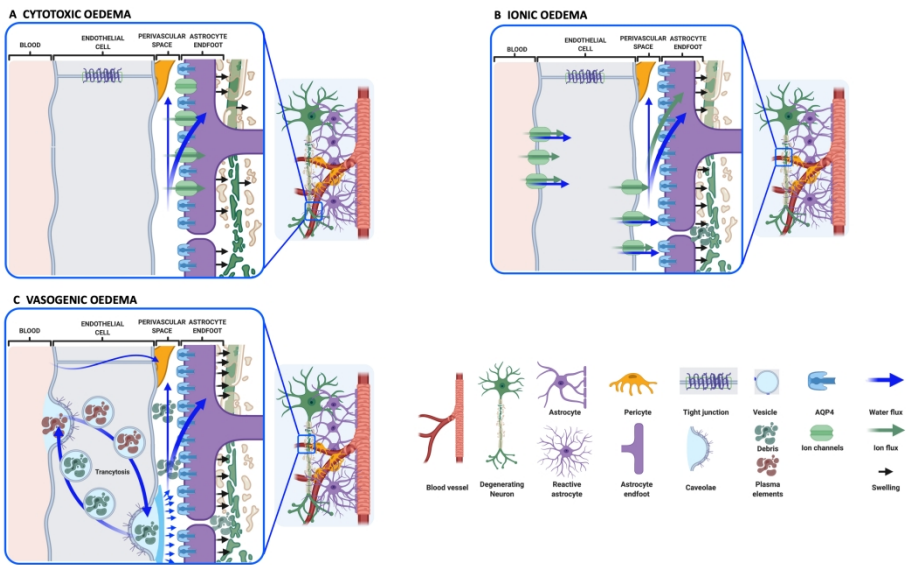 A CYTOTOXIC OEDEMA
BLOOD
ENDOTHELIAL
CELL
PERIVASCULAR
SPACE
ASTROCYTE
ENDFOOT
B IONIC OEDEMA
BLOOD
ENDOTHELIAL
CELL
PERIVASCULAR
SPACE
ASTROCYTE
ENDFOOT
C VASOGENIC OEDEMA
BLOOD
ENDOTHELIAL
CELL
PERIVASCULAR
SPACE
ASTROCYTE
ENDFOOT
Trancytosis
Astrocyte
Pericyte
Tight junction
Vesicle
AQP4
Water flux
Debris
Ion channels
Ion flux
Blood vessel
Degenerating
Neuron
Reactive
astrocyte
Astrocyte
endfoot
Caveolae
Plasma
elements
Swelling